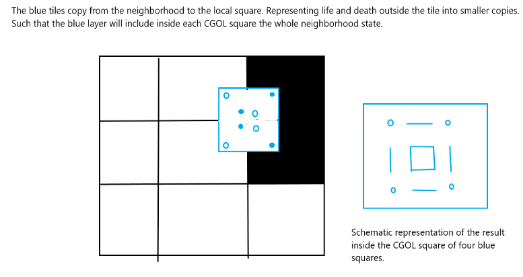 The blue tiles copy from the neighborhood to the local square. Representing life and death outside the tile into smaller copies.
Such that the blue layer will include inside each CGOL square the whole neighborhood state.
Schematic representation of the result
inside the CGOL square of four blue
squares.